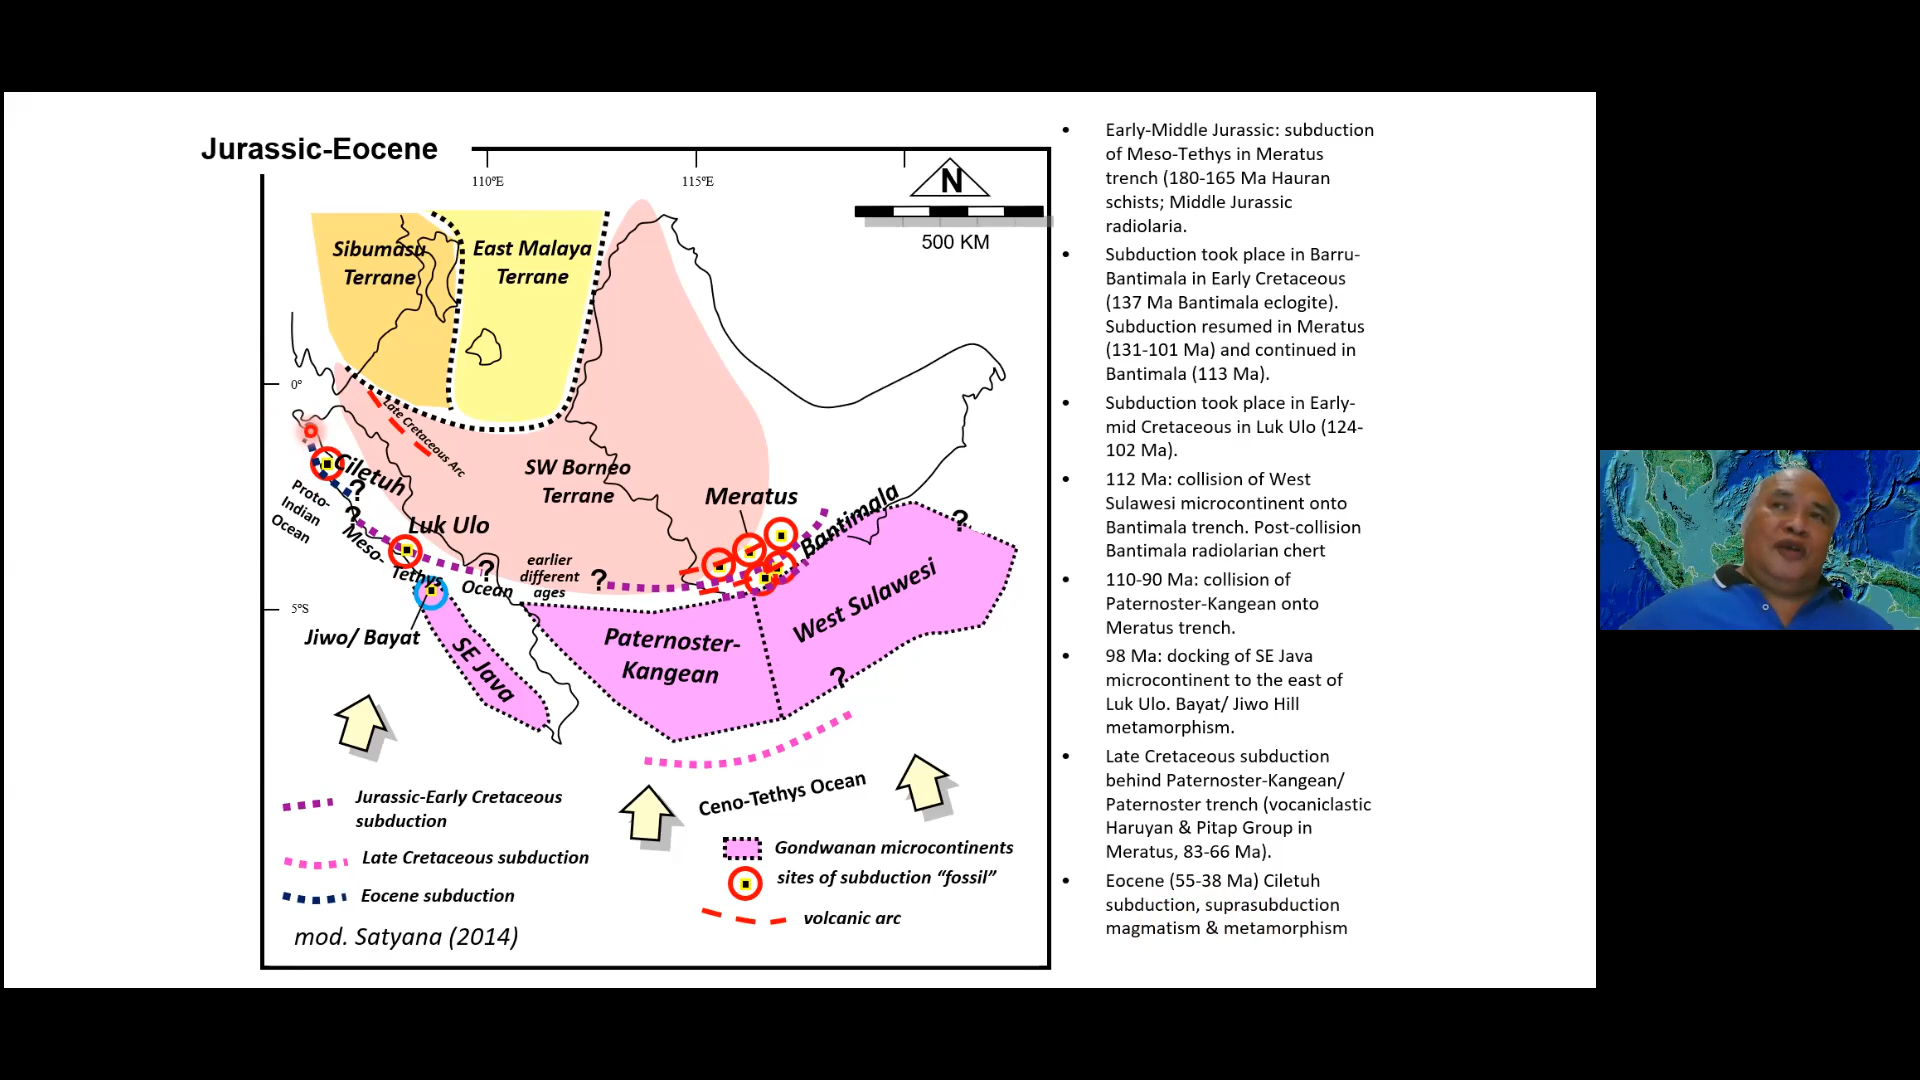 Jurassic-Eocene
110ºE
115ºE
N
500 KM
Sibumasu
Terrane
East Malaya
Terrane
0º
Late Cretaceous Arc
SW Borneo
Terrane
Ciletuh
?
?
Proto-
Indian
Ocean
Meso-
Tethys
Ocean
Luk Ulo
?
earlier
different
ages
?
Meratus
Bantimala
?
5ºS
Jiwo/ Bayat
SE Java
Paternoster-
Kangean
West Sulawesi
?
Ceno-Tethys Ocean
Jurassic-Early Cretaceous
subduction
Late Cretaceous subduction
Eocene subduction
mod. Satyana (2014)
Gondwanan microcontinents
sites of subduction “fossil”
volcanic arc
• Early-Middle Jurassic: subduction
of Meso-Tethys in Meratus
trench (180-165 Ma Hauran
schists; Middle Jurassic
radiolaria.
• Subduction took place in Barru-
Bantimala in Early Cretaceous
(137 Ma Bantimala eclogite).
Subduction resumed in Meratus
(131-101 Ma) and continued in
Bantimala (113 Ma).
• Subduction took place in Early-
mid Cretaceous in Luk Ulo (124-
102 Ma).
• 112 Ma: collision of West
Sulawesi microcontinent onto
Bantimala trench. Post-collision
Bantimala radiolarian chert
• 110-90 Ma: collision of
Paternoster-Kangean onto
Meratus trench.
• 98 Ma: docking of SE Java
microcontinent to the east of
Luk Ulo. Bayat/ Jiwo Hill
metamorphism.
• Late Cretaceous subduction
behind Paternoster-Kangean/
Paternoster trench (vocaniclastic
Haruyan & Pitap Group in
Meratus, 83-66 Ma).
• Eocene (55-38 Ma) Ciletuh
subduction, suprasubduction
magmatism & metamorphism